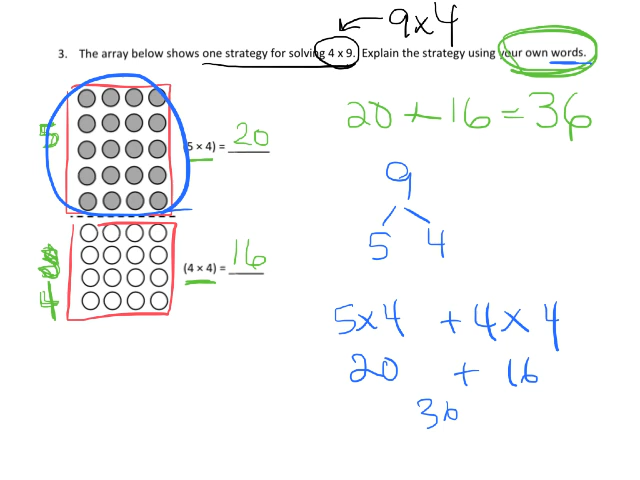 9x4
3. The array below shows one strategy for solving 4 x 9. Explain the strategy using your own words.
20 + 16 = 36
5
(5 × 4) = 20
9
5 4
4
(4 × 4) = 16
5x4 + 4x4
20 + 16
36